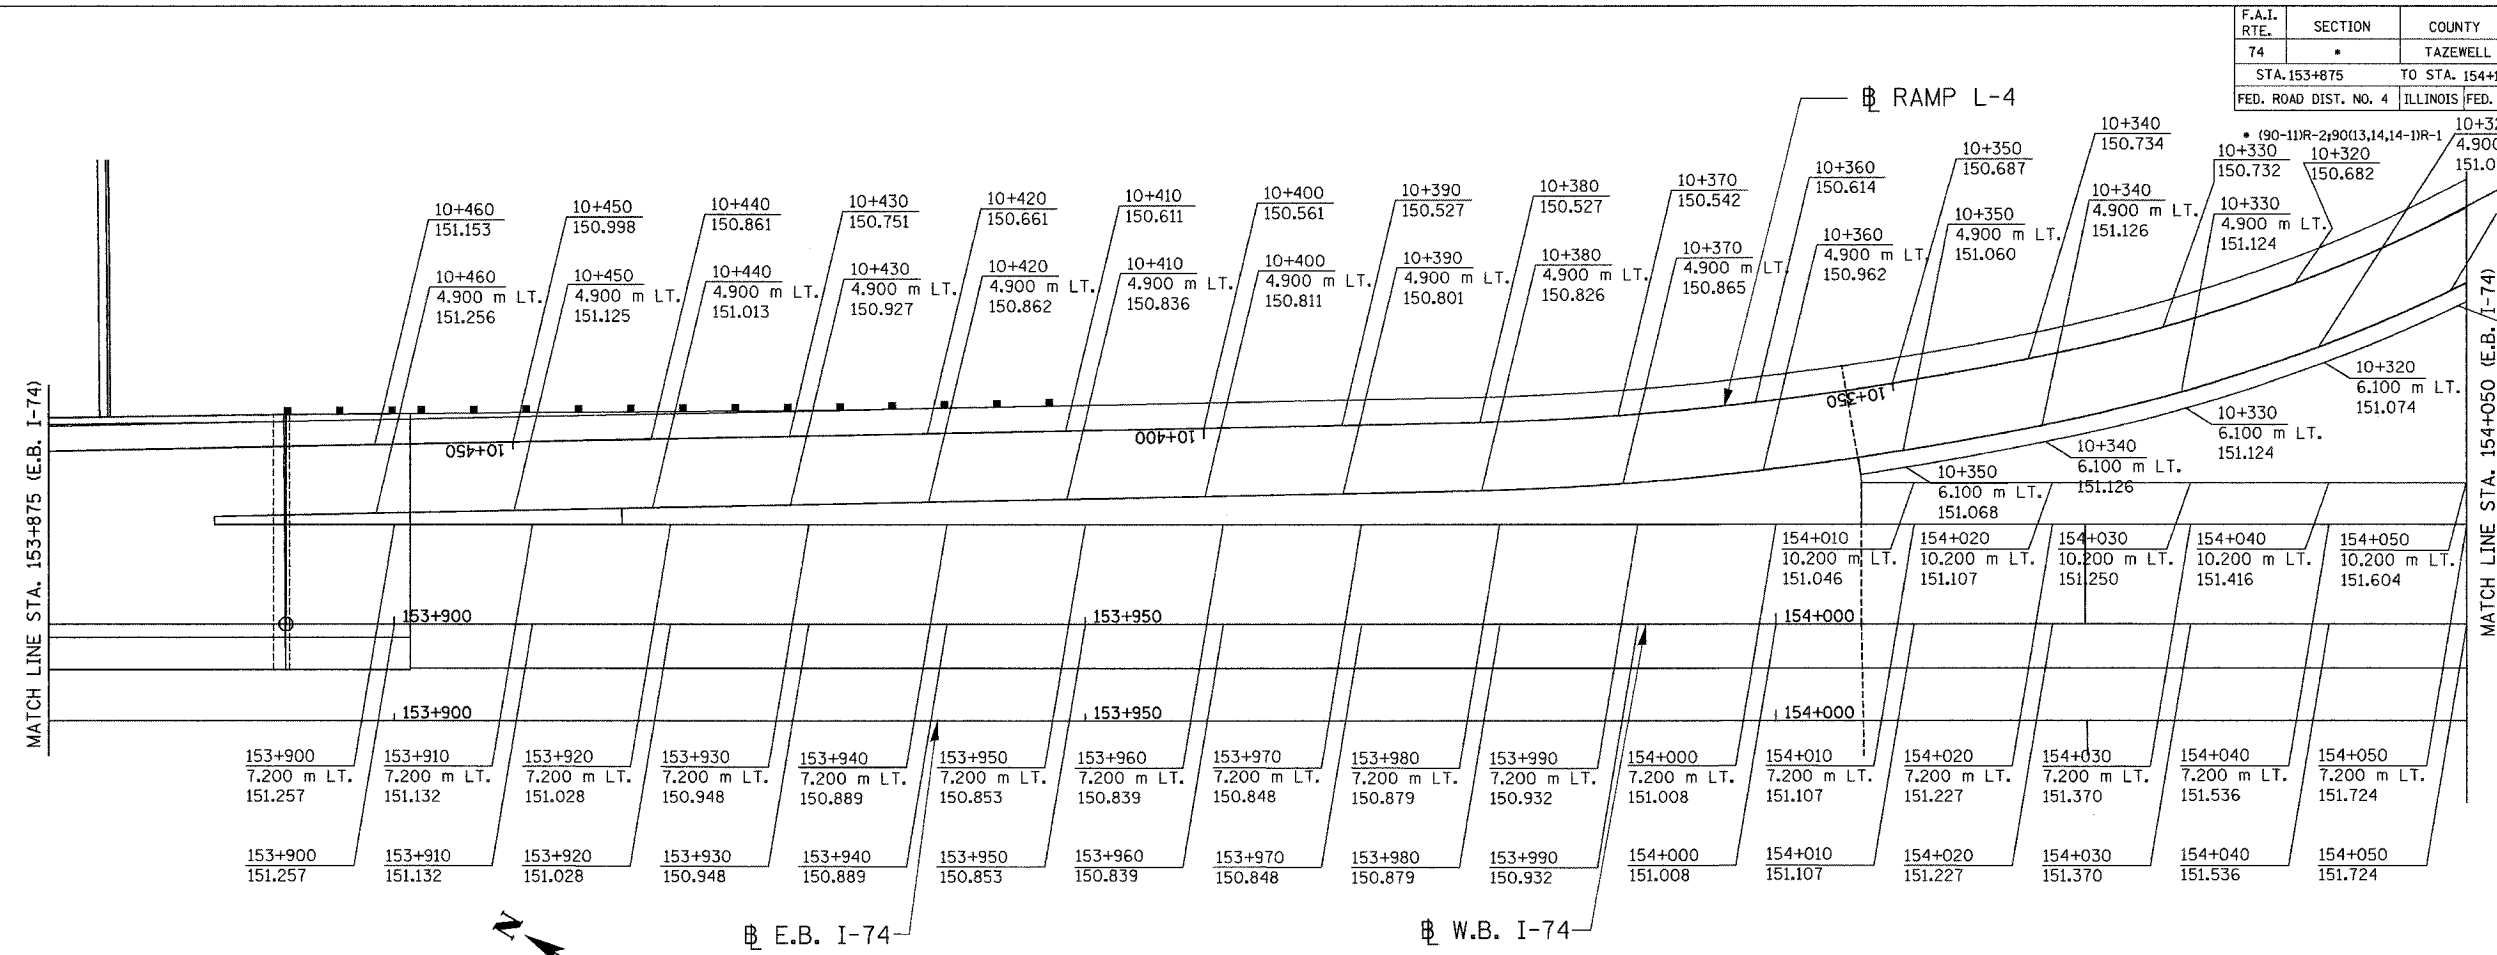 F.A.I. RTE.
SECTION
COUNTY
74
*
TAZEWELL
STA. 153+875
TO STA. 154+1
FED. ROAD DIST. NO. 4
ILLINOIS
FED.
* (90-11)R-2;90(13,14,14-1)R-1
℄ RAMP L-4
10+460
151.153
10+450
150.998
10+440
150.861
10+430
150.751
10+420
150.661
10+410
150.611
10+400
150.561
10+390
150.527
10+380
150.527
10+370
150.542
10+360
150.614
10+350
150.687
10+340
150.734
10+330
150.732
10+320
150.682
10+32
4.900
151.0
10+460
4.900 m LT.
151.256
10+450
4.900 m LT.
151.125
10+440
4.900 m LT.
151.013
10+430
4.900 m LT.
150.927
10+420
4.900 m LT.
150.862
10+410
4.900 m LT.
150.836
10+400
4.900 m LT.
150.811
10+390
4.900 m LT.
150.801
10+380
4.900 m LT.
150.826
10+370
4.900 m LT.
150.865
10+360
4.900 m LT.
150.962
10+350
4.900 m LT.
151.060
10+340
4.900 m LT.
151.126
10+330
4.900 m LT.
151.124
10+450
10+400
10+350
10+320
6.100 m LT.
151.074
10+330
6.100 m LT.
151.124
10+340
6.100 m LT.
151.126
10+350
6.100 m LT.
151.068
MATCH LINE STA. 153+875 (E.B. I-74)
MATCH LINE STA. 154+050 (E.B. I-74)
154+010
10.200 m LT.
151.046
154+020
10.200 m LT.
151.107
154+030
10.200 m LT.
151.250
154+040
10.200 m LT.
151.416
154+050
10.200 m LT.
151.604
153+900
153+950
154+000
153+900
153+950
154+000
153+900
7.200 m LT.
151.257
153+910
7.200 m LT.
151.132
153+920
7.200 m LT.
151.028
153+930
7.200 m LT.
150.948
153+940
7.200 m LT.
150.889
153+950
7.200 m LT.
150.853
153+960
7.200 m LT.
150.839
153+970
7.200 m LT.
150.848
153+980
7.200 m LT.
150.879
153+990
7.200 m LT.
150.932
154+000
7.200 m LT.
151.008
154+010
7.200 m LT.
151.107
154+020
7.200 m LT.
151.227
154+030
7.200 m LT.
151.370
154+040
7.200 m LT.
151.536
154+050
7.200 m LT.
151.724
153+900
151.257
153+910
151.132
153+920
151.028
153+930
150.948
153+940
150.889
153+950
150.853
153+960
150.839
153+970
150.848
153+980
150.879
153+990
150.932
154+000
151.008
154+010
151.107
154+020
151.227
154+030
151.370
154+040
151.536
154+050
151.724
N
℄ E.B. I-74
℄ W.B. I-74